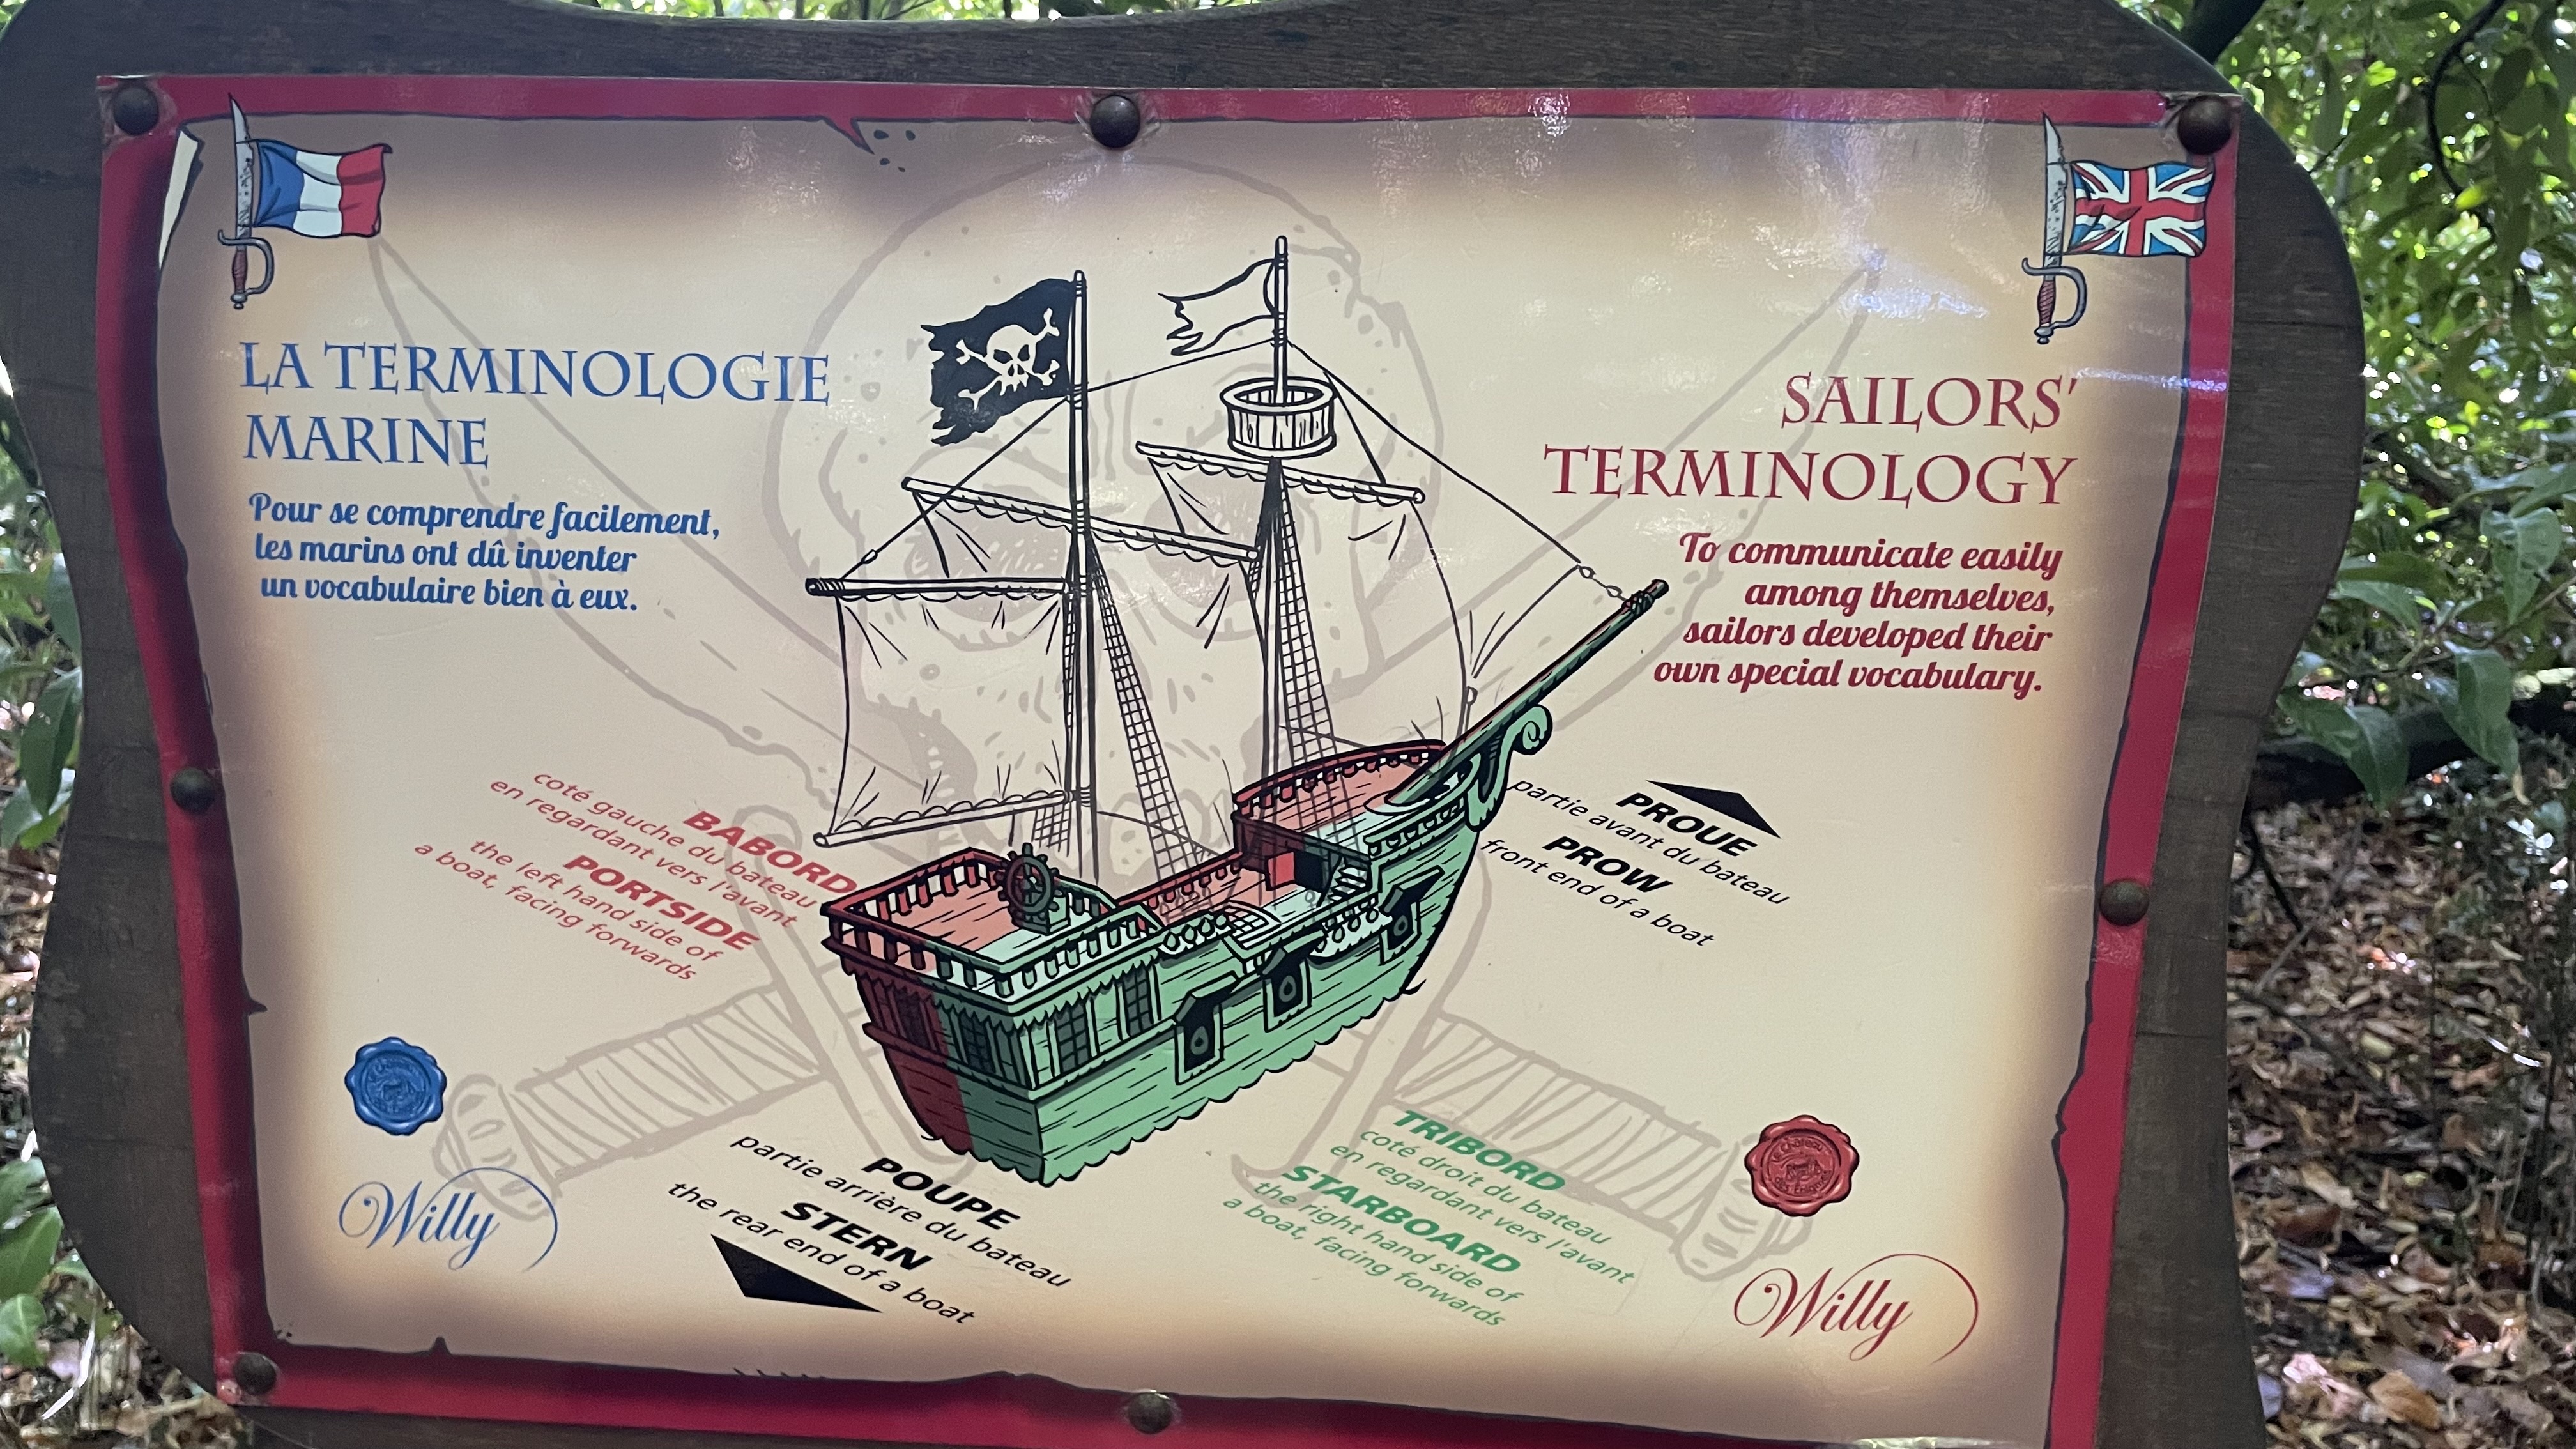 LA TERMINOLOGIE
MARINE
Pour se comprendre facilement,
les marins ont dû inventer
un vocabulaire bien à eux.
SAILORS'
TERMINOLOGY
To communicate easily
among themselves,
sailors developed their
own special vocabulary.
BABORD
coté gauche du bateau
en regardant vers l'avant
PORTSIDE
the left hand side of
a boat, facing forwards
PROUE
partie avant du bateau
PROW
front end of a boat
POUPE
partie arrière du bateau
STERN
the rear end of a boat
TRIBORD
coté droit du bateau
en regardant vers l'avant
STARBOARD
the right hand side of
a boat, facing forwards
Willy
Willy